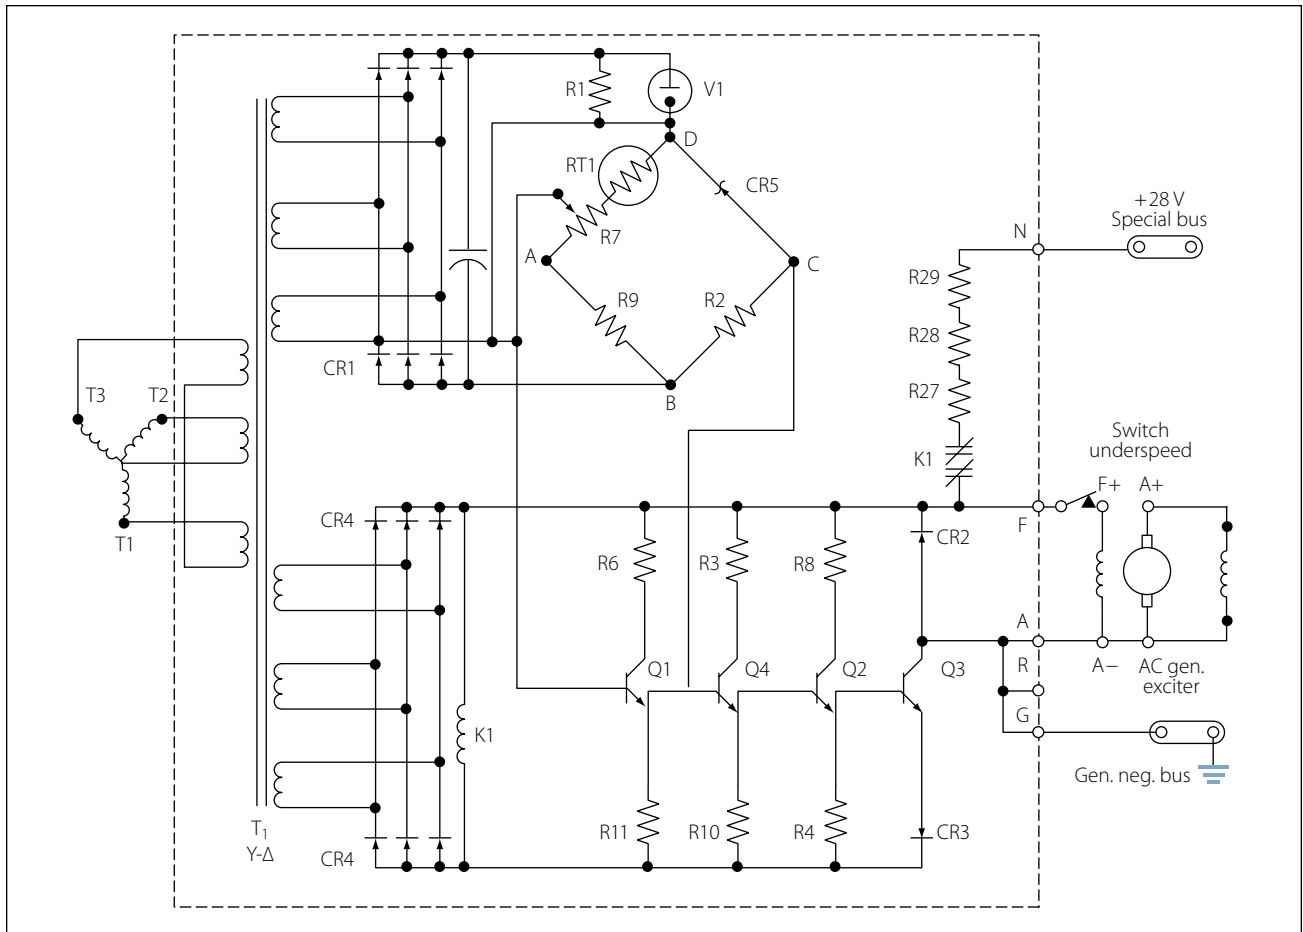 R1
V1
D
RT1
CR5
R7
A
C
R9
R2
CR1
B
+28 V
Special bus
N
R29
R28
R27
K1
T3
T2
T1
Switch
underspeed
F+
A+
F
CR4
CR2
R6
R3
R8
A
R
Q1
Q4
Q2
Q3
A−
AC gen.
exciter
G
K1
Gen. neg. bus
R11
R10
R4
CR3
T1
Y-Δ
CR4